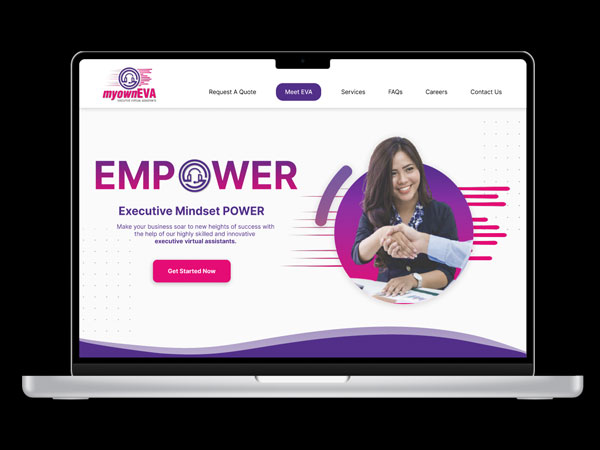 myownEVA
executive virtual assistants
Request A Quote
Meet EVA
Services
FAQs
Careers
Contact Us
EMPOWER
Executive Mindset POWER
Make your business soar to new heights of success with
the help of our highly skilled and innovative
executive virtual assistants.
Get Started Now